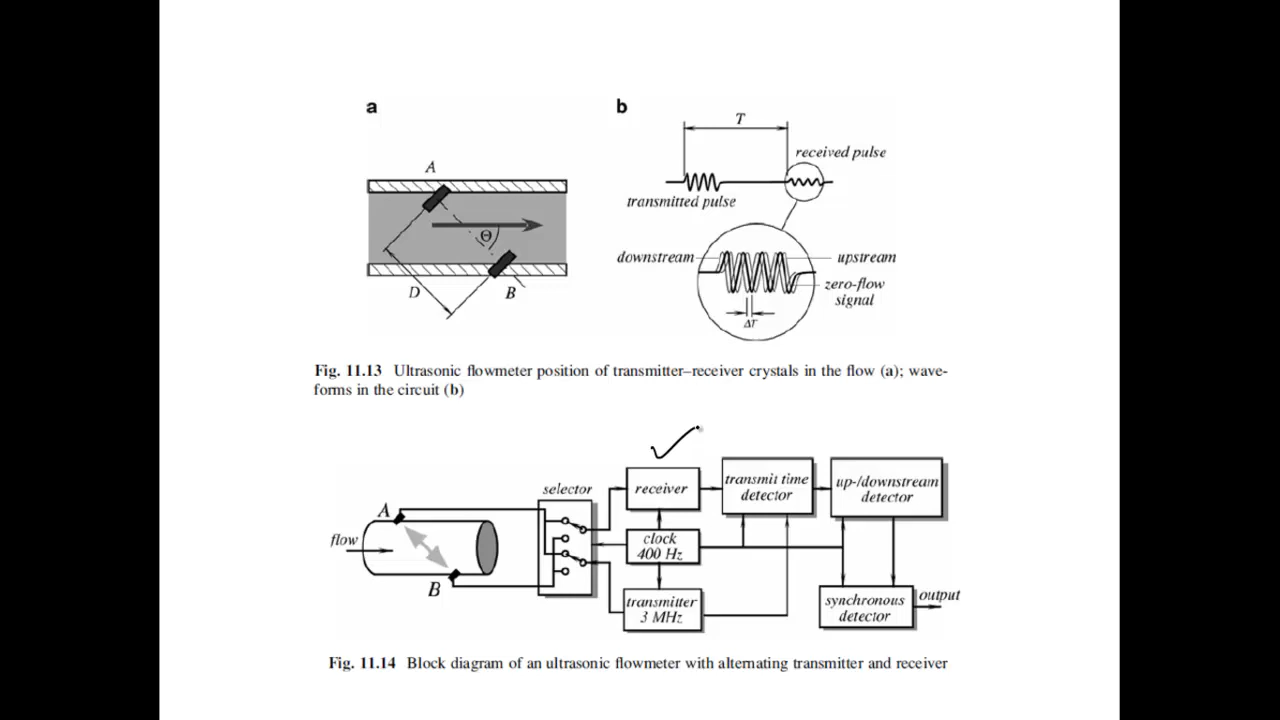 a
b
A
Θ
D
B
T
received pulse
transmitted pulse
downstream
upstream
zero-flow
signal
ΔT
Fig. 11.13 Ultrasonic flowmeter position of transmitter–receiver crystals in the flow (a); wave-
forms in the circuit (b)
selector
receiver
transmit time
detector
up-/downstream
detector
A
flow
B
clock
400 Hz
transmitter
3 MHz
synchronous
detector
output
Fig. 11.14 Block diagram of an ultrasonic flowmeter with alternating transmitter and receiver